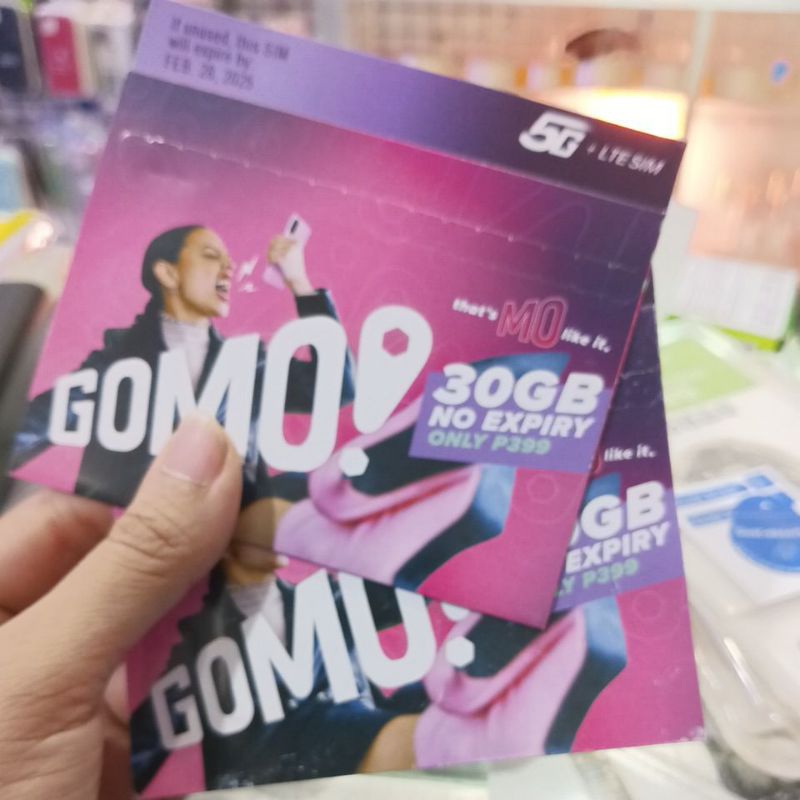 If unused, this SIM
will expire by
FEB. 28, 2025
5G + LTE SIM
that's MO like it.
GOMO!
30GB
NO EXPIRY
ONLY P399
like it.
GB
EXPIRY
Y P399
GOMO!